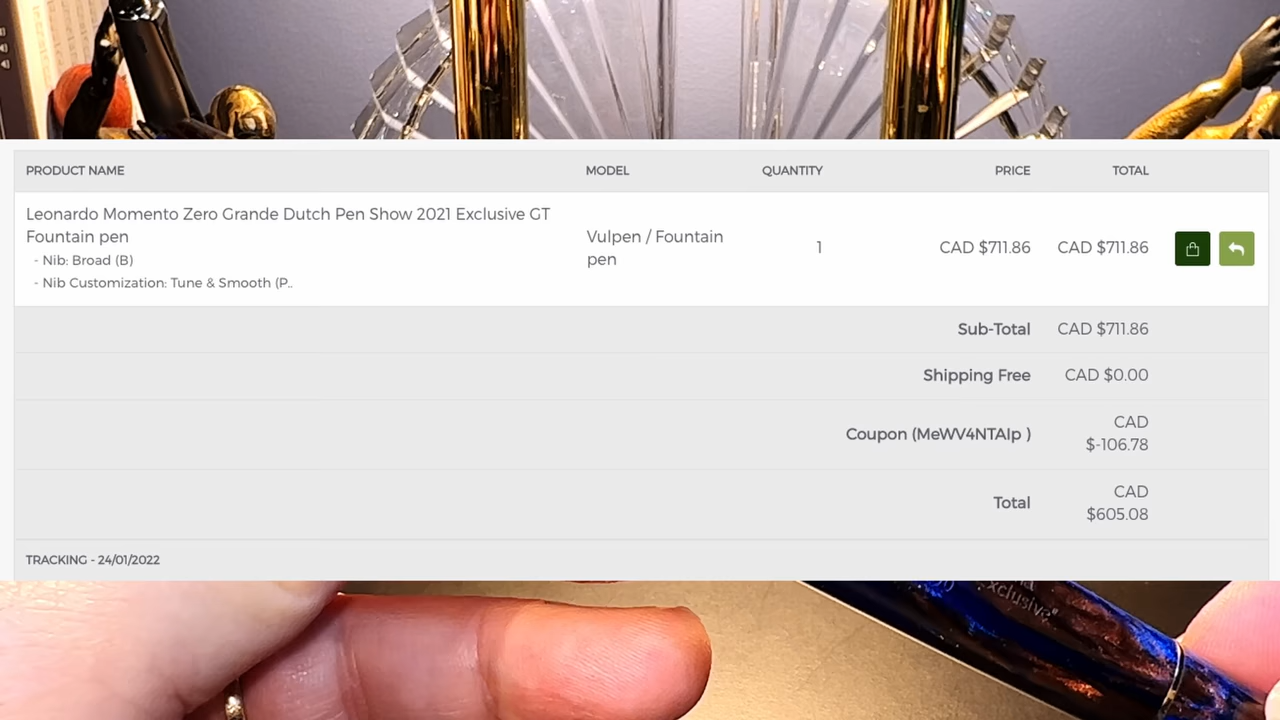 PRODUCT NAME MODEL QUANTITY PRICE TOTAL
Leonardo Momento Zero Grande Dutch Pen Show 2021 Exclusive GT
Fountain pen
- Nib: Broad (B)
- Nib Customization: Tune & Smooth (P..
Vulpen / Fountain
pen
1
CAD $711.86
CAD $711.86
Sub-Total CAD $711.86
Shipping Free CAD $0.00
Coupon (MeWV4NTAIp )
CAD
$-106.78
Total
CAD
$605.08
TRACKING - 24/01/2022